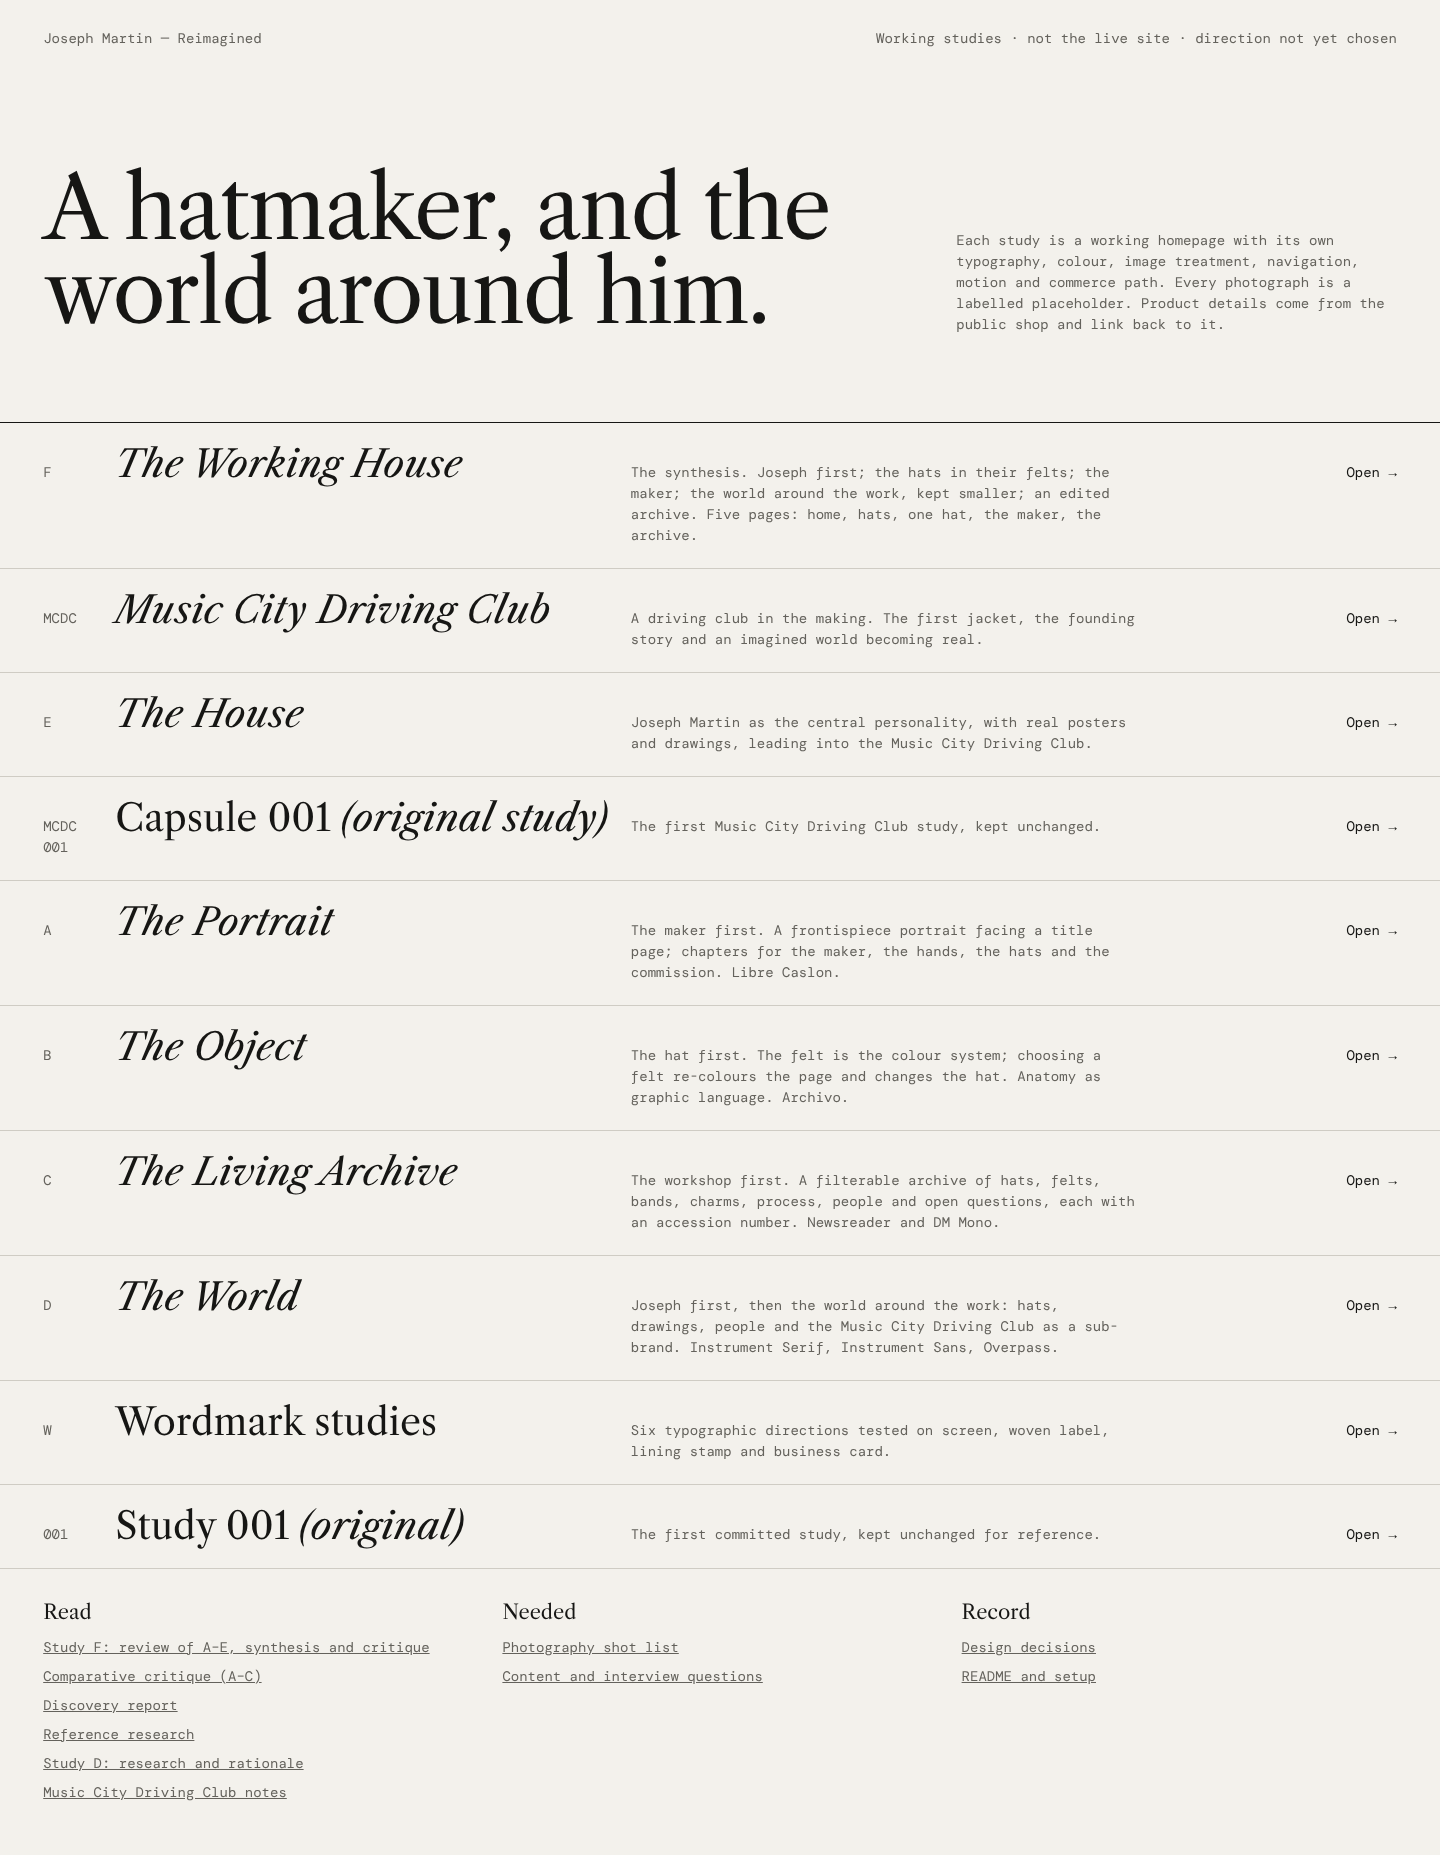 Joseph Martin — Reimagined
Working studies · not the live site · direction not yet chosen
A hatmaker, and the
world around him.
Each study is a working homepage with its own
typography, colour, image treatment, navigation,
motion and commerce path. Every photograph is a
labelled placeholder. Product details come from the
public shop and link back to it.
F
The Working House
The synthesis. Joseph first; the hats in their felts; the
maker; the world around the work, kept smaller; an edited
archive. Five pages: home, hats, one hat, the maker, the
archive.
Open →
MCDC
Music City Driving Club
A driving club in the making. The first jacket, the founding
story and an imagined world becoming real.
Open →
E
The House
Joseph Martin as the central personality, with real posters
and drawings, leading into the Music City Driving Club.
Open →
MCDC
001
Capsule 001 (original study)
The first Music City Driving Club study, kept unchanged.
Open →
A
The Portrait
The maker first. A frontispiece portrait facing a title
page; chapters for the maker, the hands, the hats and the
commission. Libre Caslon.
Open →
B
The Object
The hat first. The felt is the colour system; choosing a
felt re-colours the page and changes the hat. Anatomy as
graphic language. Archivo.
Open →
C
The Living Archive
The workshop first. A filterable archive of hats, felts,
bands, charms, process, people and open questions, each with
an accession number. Newsreader and DM Mono.
Open →
D
The World
Joseph first, then the world around the work: hats,
drawings, people and the Music City Driving Club as a sub-
brand. Instrument Serif, Instrument Sans, Overpass.
Open →
W
Wordmark studies
Six typographic directions tested on screen, woven label,
lining stamp and business card.
Open →
001
Study 001 (original)
The first committed study, kept unchanged for reference.
Open →
Read
Study F: review of A–E, synthesis and critique
Comparative critique (A–C)
Discovery report
Reference research
Study D: research and rationale
Music City Driving Club notes
Needed
Photography shot list
Content and interview questions
Record
Design decisions
README and setup